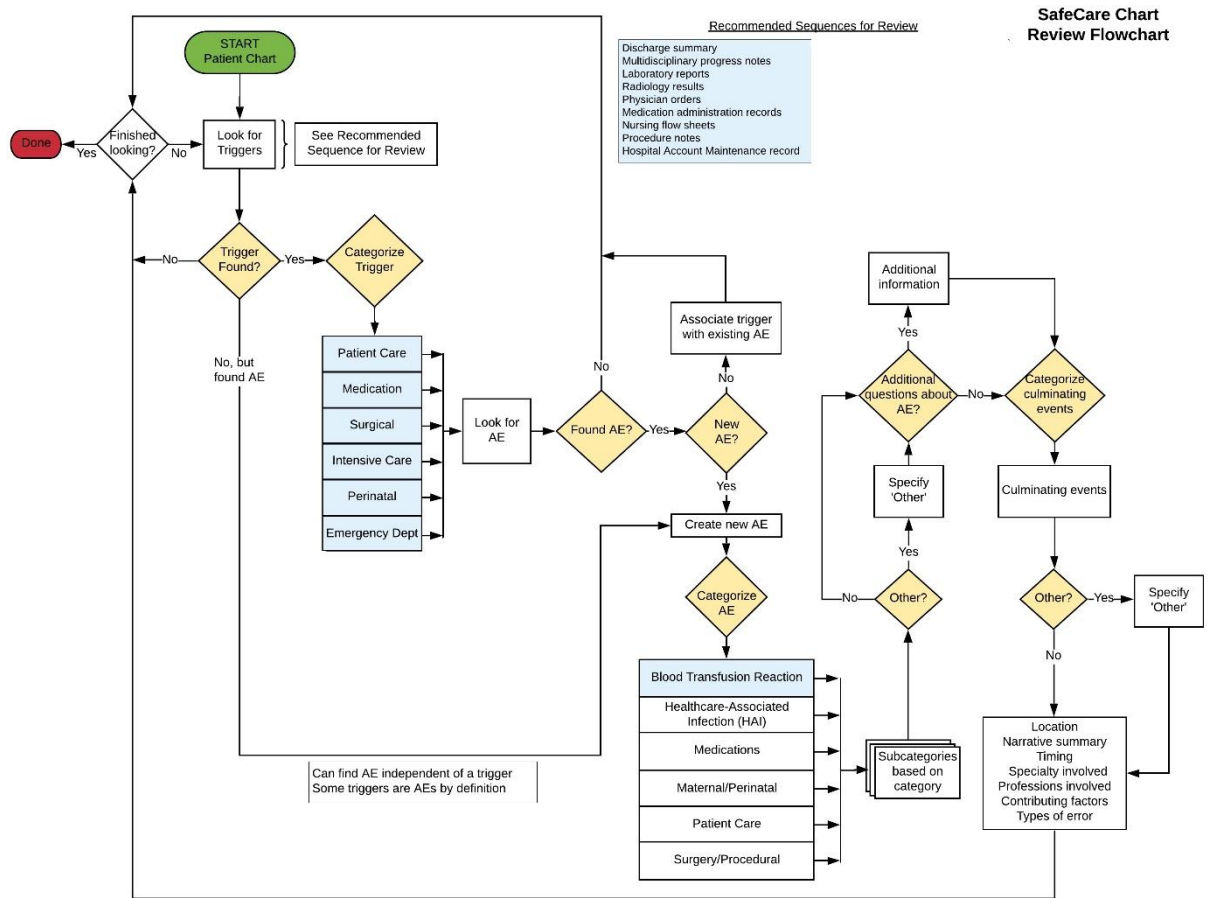 SafeCare Chart
Review Flowchart
Recommended Sequences for Review
Discharge summary
Multidisciplinary progress notes
Laboratory reports
Radiology results
Physician orders
Medication administration records
Nursing flow sheets
Procedure notes
Hospital Account Maintenance record
START
Patient Chart
Done
Yes
Finished
looking?
No
Look for
Triggers
See Recommended
Sequence for Review
No
Trigger
Found?
Yes
Categorize
Trigger
No, but
found AE
Patient Care
Medication
Surgical
Intensive Care
Perinatal
Emergency Dept
Look for
AE
No
Found AE?
Yes
Associate trigger
with existing AE
No
New
AE?
Yes
Create new AE
Categorize
AE
Blood Transfusion Reaction
Healthcare-Associated
Infection (HAI)
Medications
Maternal/Perinatal
Patient Care
Surgery/Procedural
Can find AE independent of a trigger
Some triggers are AEs by definition
Subcategories
based on
category
No
Other?
Yes
Specify
'Other'
Additional
questions about
AE?
Yes
Additional
information
No
Categorize
culminating
events
Culminating events
Other?
Yes
Specify
'Other'
No
Location
Narrative summary
Timing
Specialty involved
Professions involved
Contributing factors
Types of error